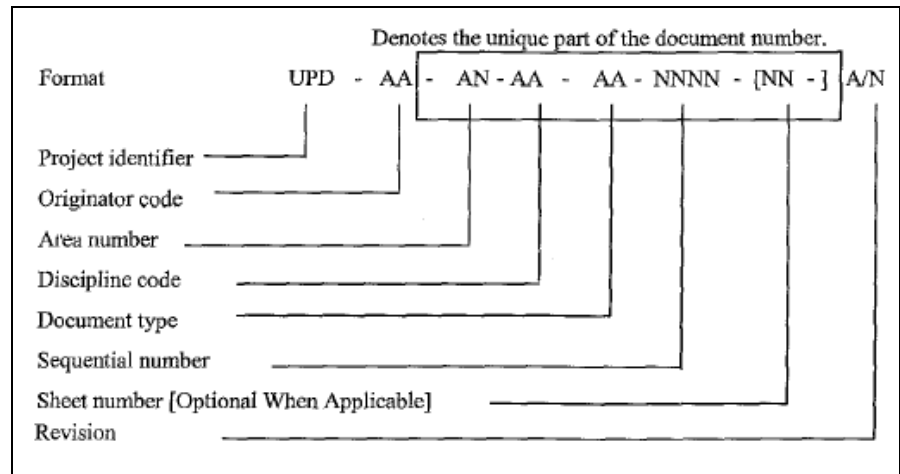 Denotes the unique part of the document number.
Format UPD - AA - AN - AA - AA - NNNN - [NN - ] A/N
Project identifier
Originator code
Area number
Discipline code
Document type
Sequential number
Sheet number [Optional When Applicable]
Revision